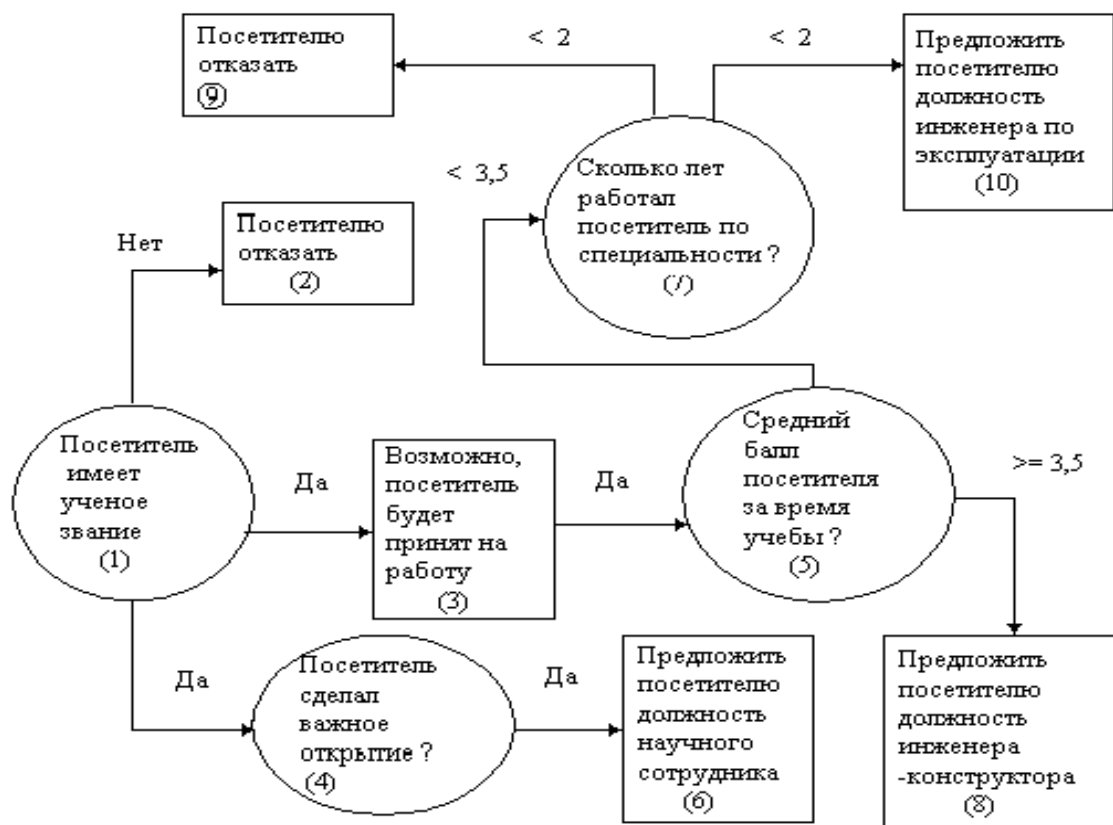 Посетителю
отказать
(9)
< 2
< 2
Предложить
посетителю
должность
инженера по
эксплуатации
(10)
< 3,5
Сколько лет
работал
посетитель по
специальности ?
(7)
Нет
Посетителю
отказать
(2)
Посетитель
имеет
ученое
звание
(1)
Да
Возможно,
посетитель
будет
принят на
работу
(3)
Да
Средний
балл
посетителя
за время
учебы ?
(5)
>= 3,5
Да
Посетитель
сделал
важное
открытие ?
(4)
Да
Предложить
посетителю
должность
научного
сотрудника
(6)
Предложить
посетителю
должность
инженера
-конструктора
(8)